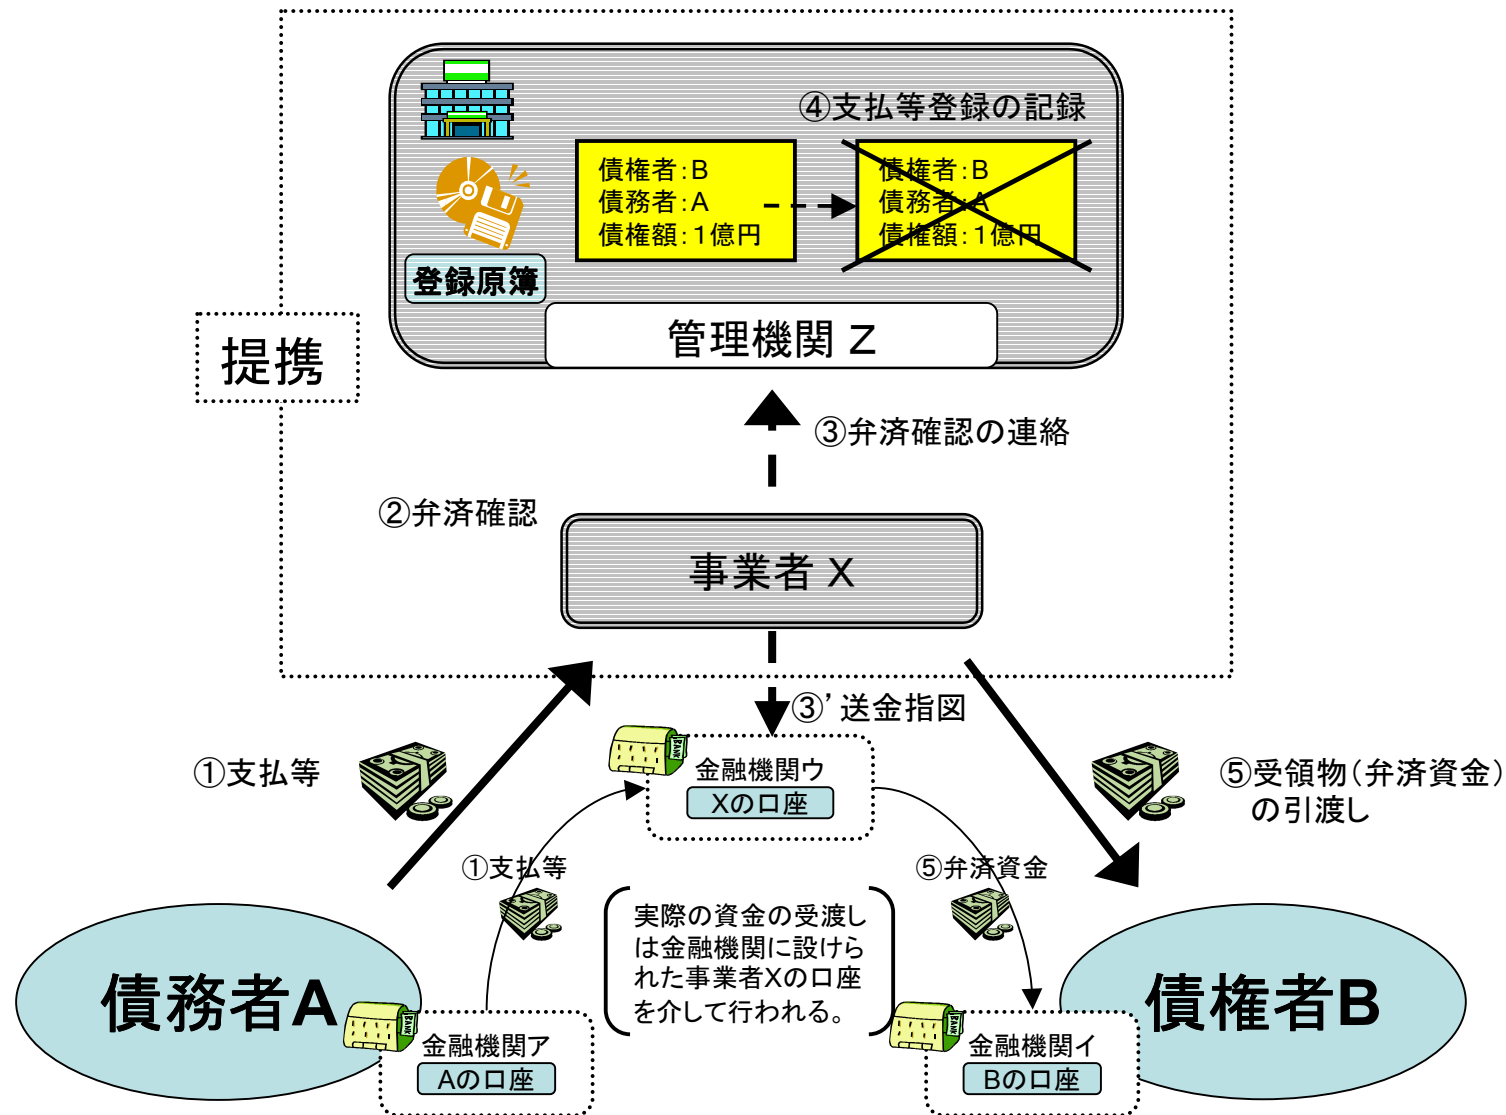 ④支払等登録の記録
債権者：B
債務者：A
債権額：1億円
債権者：B
債務者：A
債権額：1億円
登録原簿
管理機関 Z
提携
③弁済確認の連絡
②弁済確認
事業者 X
③’送金指図
①支払等
BANK
金融機関ウ
Xの口座
⑤受領物（弁済資金）
の引渡し
①支払等
⑤弁済資金
実際の資金の受渡し
は金融機関に設けら
れた事業者Xの口座
を介して行われる。
債務者A
債権者B
BANK
金融機関ア
Aの口座
BANK
金融機関イ
Bの口座